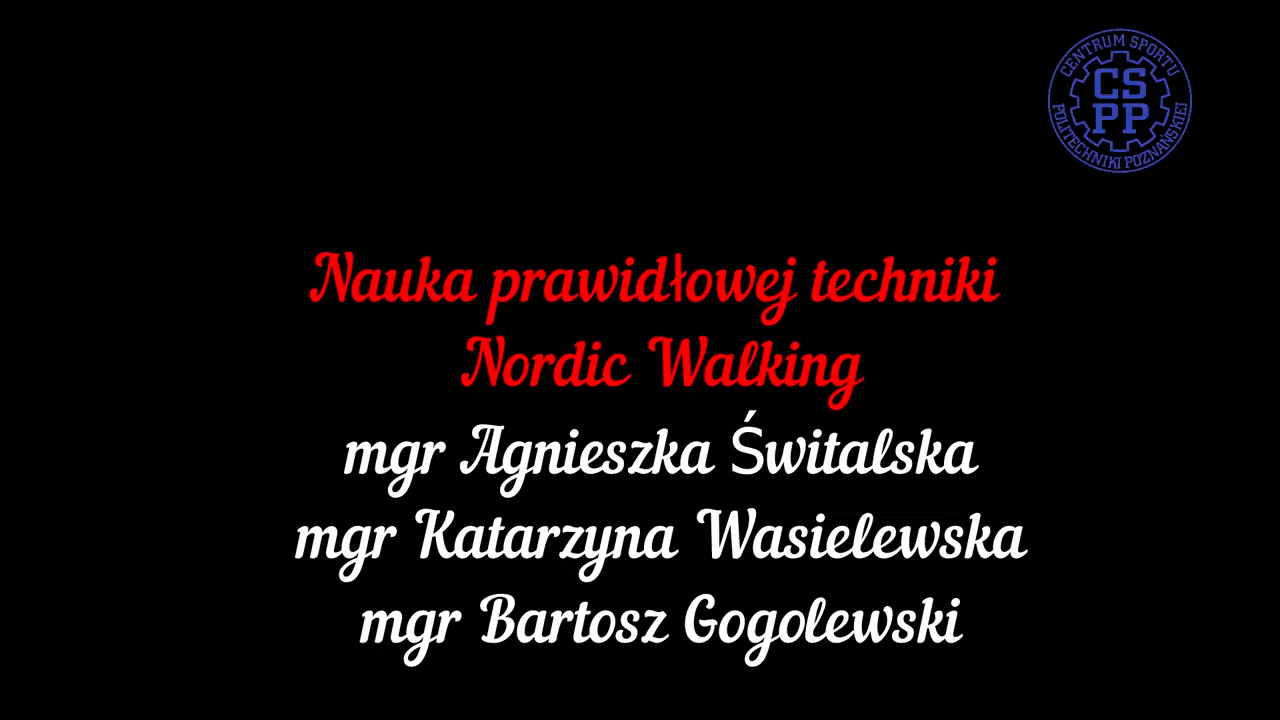 CENTRUM SPORTU
CS
PP
POLITECHNIKI POZNAŃSKIEJ
Nauka prawidłowej techniki
Nordic Walking
mgr Agnieszka Świtalska
mgr Katarzyna Wasielewska
mgr Bartosz Gogolewski